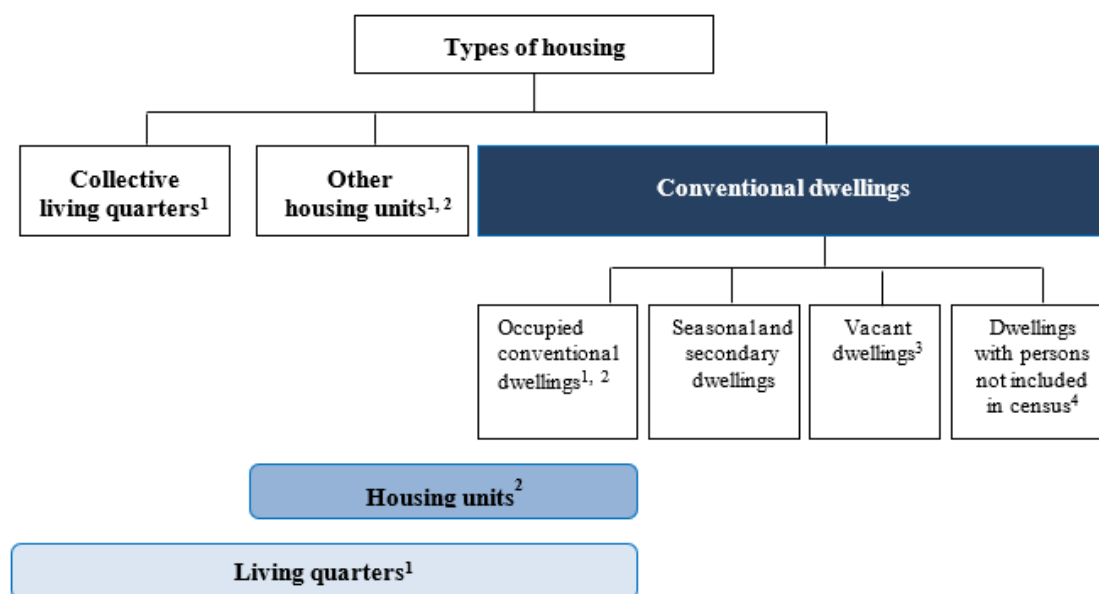 Types of housing
Collective
living quarters¹
Other
housing units¹, ²
Conventional dwellings
Occupied
conventional
dwellings¹, ²
Seasonal and
secondary
dwellings
Vacant
dwellings³
Dwellings
with persons
not included
in census⁴
Housing units²
Living quarters¹